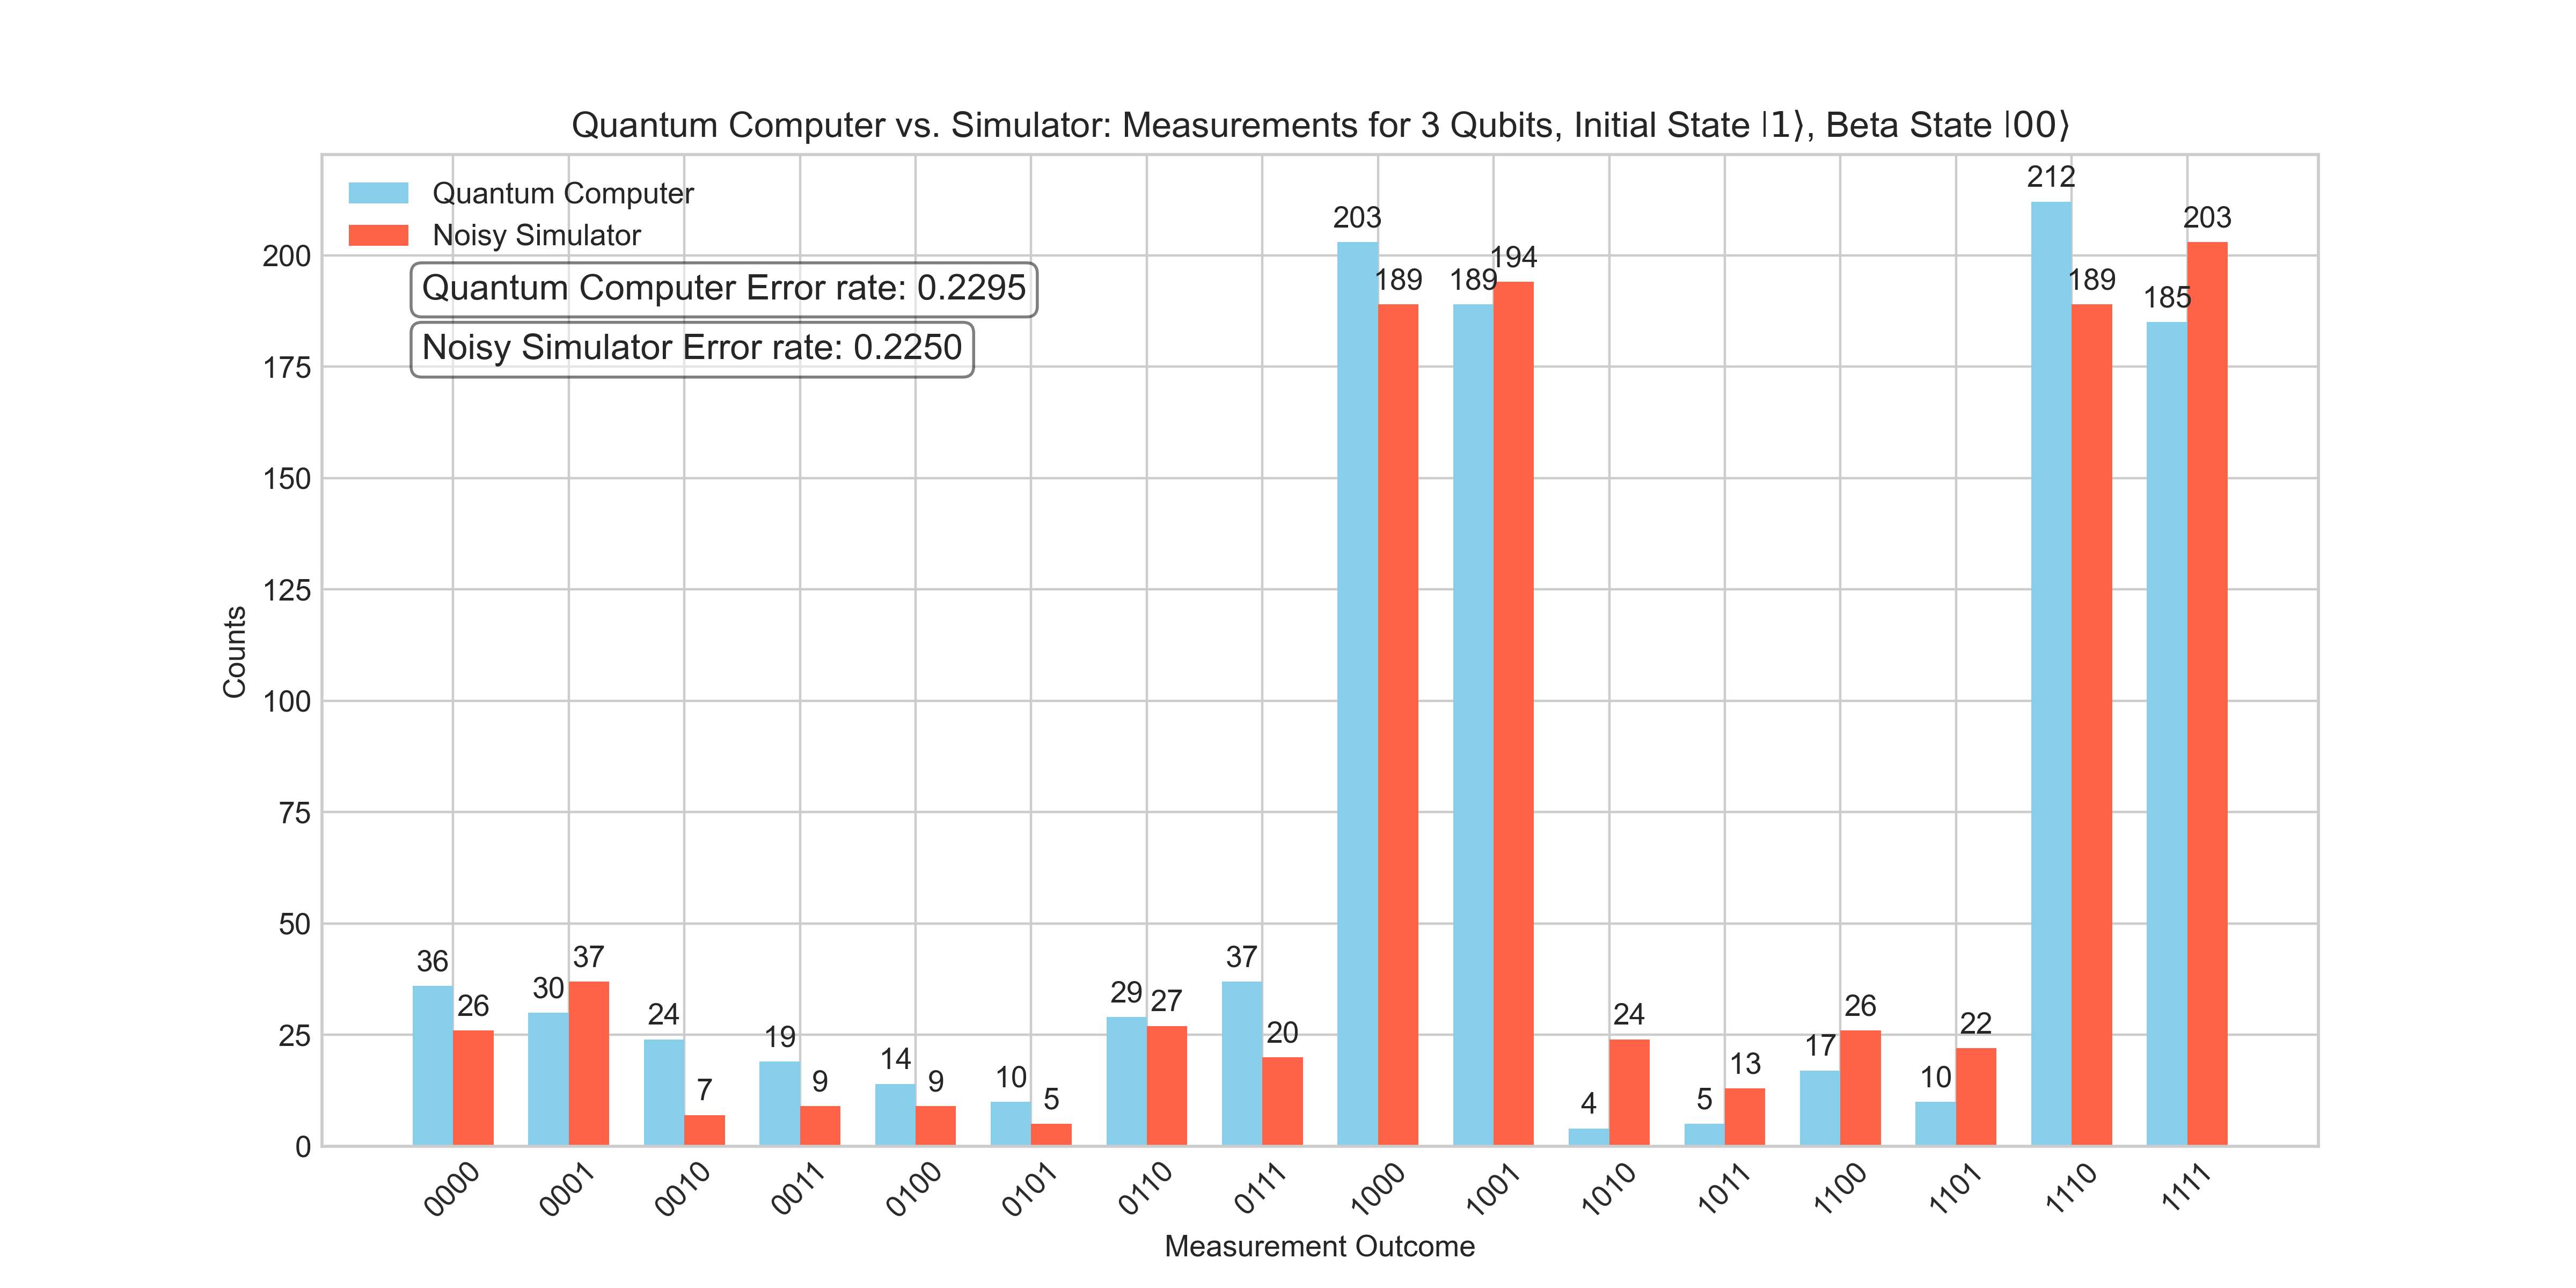 Quantum Computer vs. Simulator: Measurements for 3 Qubits, Initial State |1⟩, Beta State |00⟩
Quantum Computer
Noisy Simulator
Quantum Computer Error rate: 0.2295
Noisy Simulator Error rate: 0.2250
Counts
200
175
150
125
100
75
50
25
0
36 26 30 37 24 7 19 9 14 9 10 5 29 27 37 20 203 189 189 194 4 24 5 13 17 26 10 22 212 189 185 203
0000 0001 0010 0011 0100 0101 0110 0111 1000 1001 1010 1011 1100 1101 1110 1111
Measurement Outcome